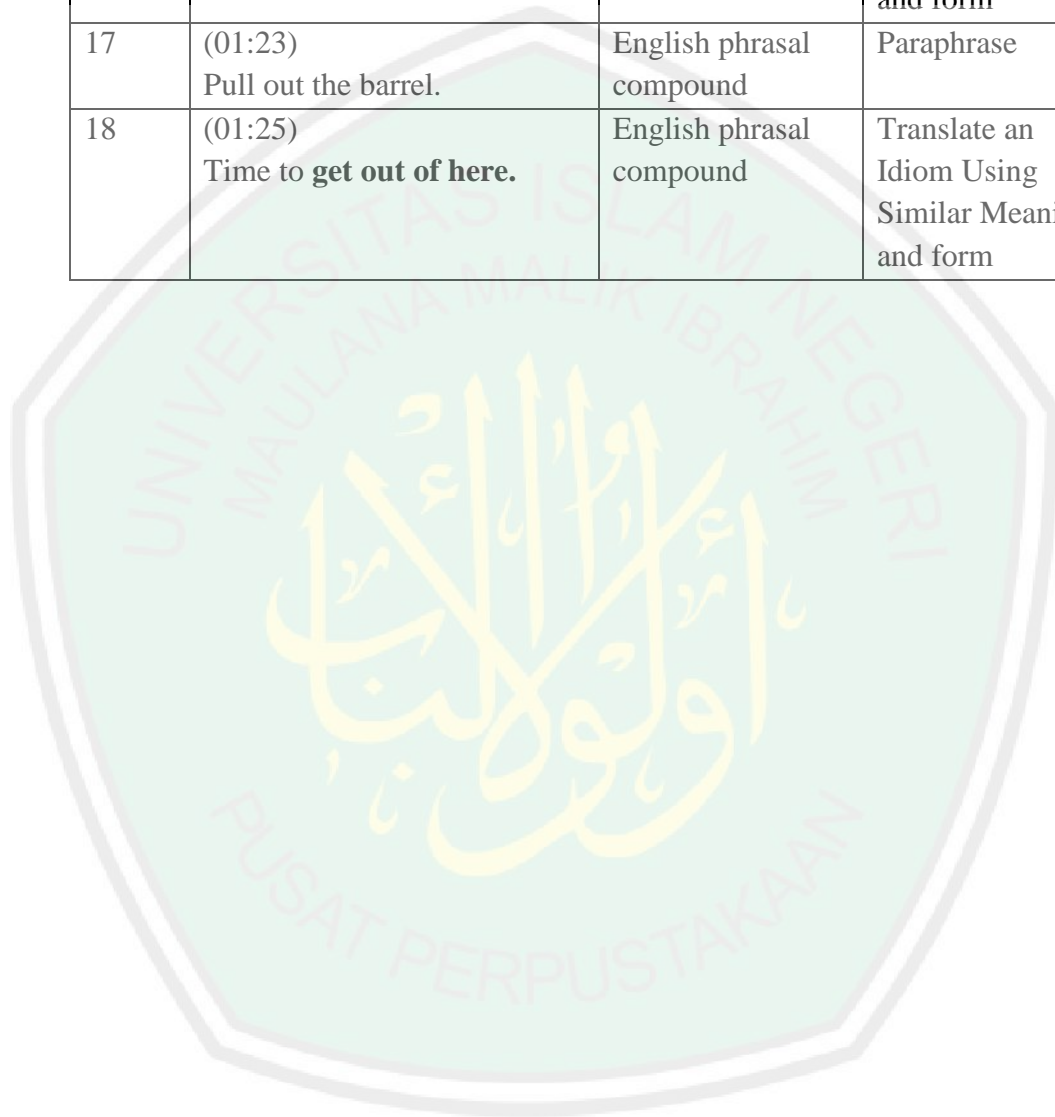 and form
17 (01:23) English phrasal Paraphrase
Pull out the barrel. compound
18 (01:25) English phrasal Translate an
Time to get out of here. compound Idiom Using
Similar
and form
UNIVERSITAS ISLAM NEGERI
MAULANA MALIK IBRAHIM
أولوا الألباب
PUSAT PERPUSTAKAAN